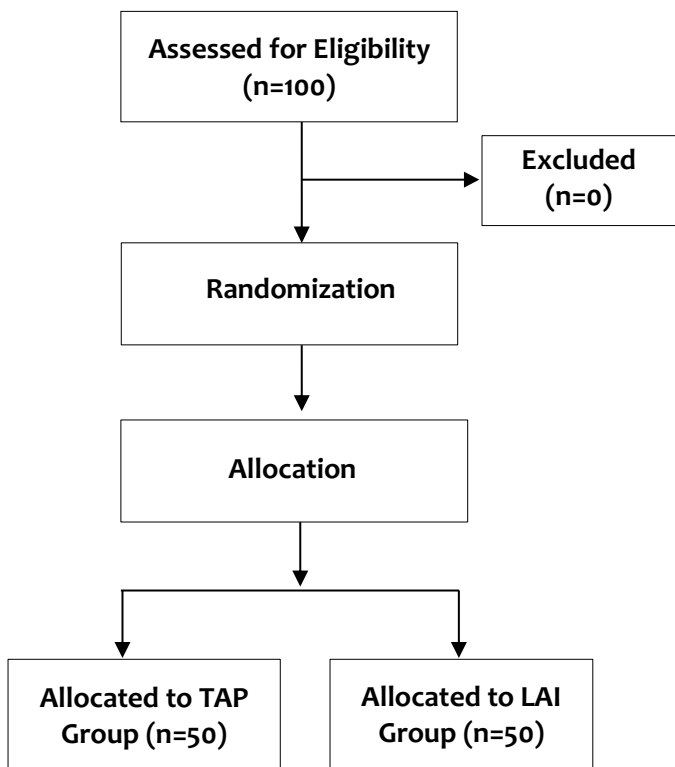 Assessed for Eligibility
(n=100)
Excluded
(n=0)
Randomization
Allocation
Allocated to TAP
Group (n=50)
Allocated to LAI
Group (n=50)